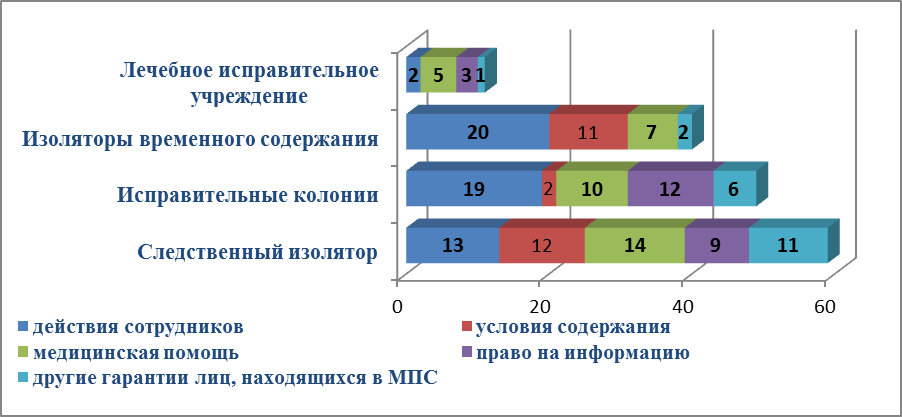 Лечебное исправительное
учреждение
2 5 3 1
Изоляторы временного содержания
20 11 7 2
Исправительные колонии
19 2 10 12 6
Следственный изолятор
13 12 14 9 11
0 20 40 60
действия сотрудников
условия содержания
медицинская помощь
право на информацию
другие гарантии лиц, находящихся в МПС